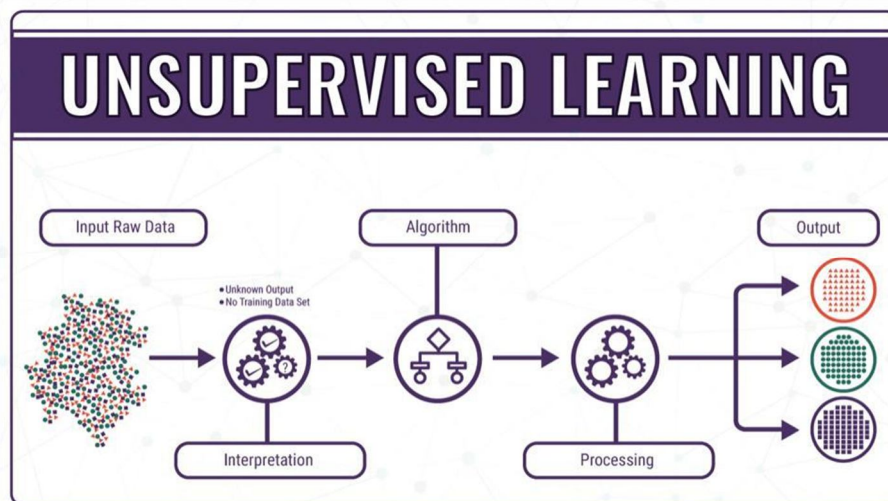 UNSUPERVISED LEARNING
Input Raw Data
Algorithm
Output
• Unknown Output
• No Training Data Set
?
Interpretation
Processing